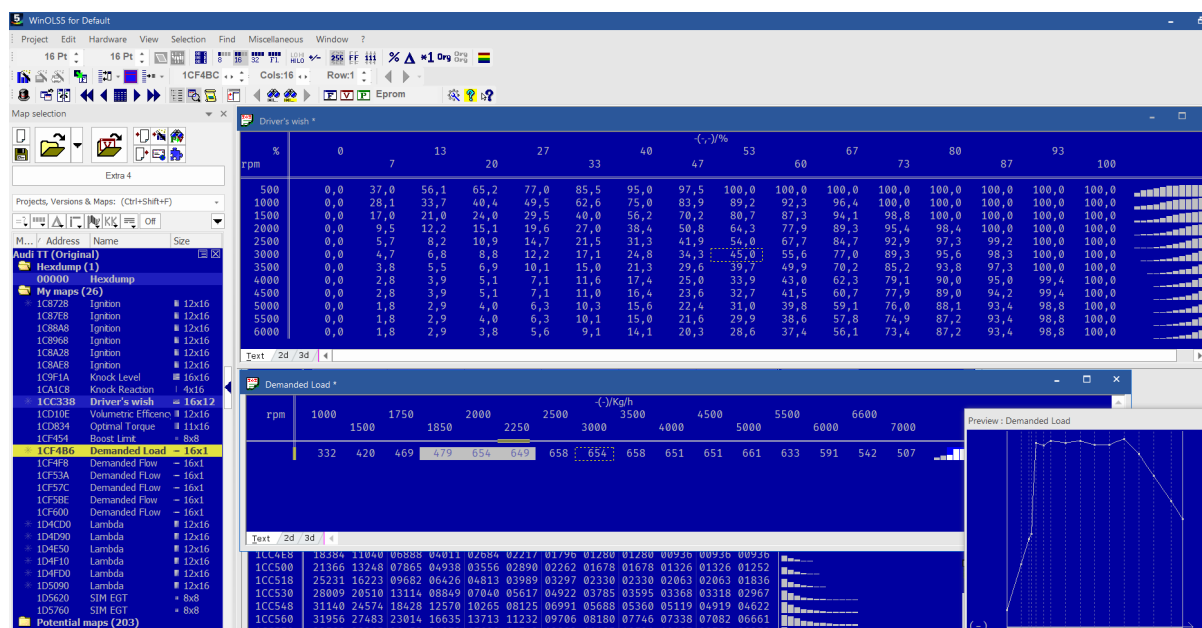 WinOLS5 for Default
Project Edit Hardware View Selection Find Miscellaneous Window ?
16 Pt 16 Pt 8 16 32 Fl. LOHI HILO +/- 255 FF % Δ *1 Org Org
1CF4BC Cols:16 Row:1
F V P Eprom
Map selection
Extra 4
Projects, Versions & Maps: (Ctrl+Shift+F)
Off
M... / Address Name Size
Audi TT (Original)
Hexdump (1)
00000 Hexdump
My maps (26)
1C8728 Ignition 12x16
1C87E8 Ignition 12x16
1C88A8 Ignition 12x16
1C8968 Ignition 12x16
1C8A28 Ignition 12x16
1C8AE8 Ignition 12x16
1C9F1A Knock Level 16x16
1CA1C8 Knock Reaction 4x16
1CC338 Driver's wish 16x12
1CD10E Volumetric Efficency 12x16
1CD834 Optimal Torque 11x16
1CF454 Boost Limit 8x8
1CF4B6 Demanded Load 16x1
1CF4F8 Demanded Flow 16x1
1CF53A Demanded FLow 16x1
1CF57C Demanded FLow 16x1
1CF5BE Demanded Flow 16x1
1CF600 Demanded FLow 16x1
1D4CD0 Lambda 12x16
1D4D90 Lambda 12x16
1D4E50 Lambda 12x16
1D4F10 Lambda 12x16
1D4FD0 Lambda 12x16
1D5090 Lambda 12x16
1D5620 SIM EGT 8x8
1D5760 SIM EGT 8x8
Potential maps (203)
Driver's wish *
-(-,-)/%
% 0 13 27 40 53 67 80 93
rpm 7 20 33 47 60 73 87 100
500 0,0 37,0 56,1 65,2 77,0 85,5 95,0 97,5 100,0 100,0 100,0 100,0 100,0 100,0 100,0 100,0
1000 0,0 28,1 33,7 40,4 49,5 62,6 75,0 83,9 89,2 92,3 96,4 100,0 100,0 100,0 100,0 100,0
1500 0,0 17,0 21,0 24,0 29,5 40,0 56,2 70,2 80,7 87,3 94,1 98,8 100,0 100,0 100,0 100,0
2000 0,0 9,5 12,2 15,1 19,6 27,0 38,4 50,8 64,3 77,9 89,3 95,4 98,4 100,0 100,0 100,0
2500 0,0 5,7 8,2 10,9 14,7 21,5 31,3 41,9 54,0 67,7 84,7 92,9 97,3 99,2 100,0 100,0
3000 0,0 4,7 6,8 8,8 12,2 17,1 24,8 34,3 45,0 55,6 77,0 89,3 95,6 98,3 100,0 100,0
3500 0,0 3,8 5,5 6,9 10,1 15,0 21,3 29,6 39,7 49,9 70,2 85,2 93,8 97,3 100,0 100,0
4000 0,0 2,8 3,9 5,1 7,1 11,6 17,4 25,0 33,9 43,0 62,3 79,1 90,0 95,0 99,4 100,0
4500 0,0 2,8 3,9 5,1 7,1 11,0 16,4 23,6 32,7 41,5 60,7 77,9 89,0 94,2 99,4 100,0
5000 0,0 1,8 2,9 4,0 6,3 10,3 15,6 22,4 31,0 39,8 59,1 76,0 88,1 93,4 98,8 100,0
5500 0,0 1,8 2,9 4,0 6,3 10,1 15,0 21,6 29,9 38,6 57,8 74,9 87,2 93,4 98,8 100,0
6000 0,0 1,8 2,9 3,8 5,6 9,1 14,1 20,3 28,6 37,4 56,1 73,4 87,2 93,4 98,8 100,0
Text 2d 3d
Demanded Load *
-(-)/Kg/h
rpm 1000 1750 2000 2500 3500 4500 5500 6600
1500 1850 2250 3000 4000 5000 6000 7000
332 420 469 479 654 649 658 654 658 651 651 661 633 591 542 507
Text 2d 3d
Preview : Demanded Load
(-)
1CC4E8 18384 11040 06888 04011 02684 02217 01796 01280 01280 00936 00936 00936
1CC500 21366 13248 07865 04938 03556 02890 02262 01678 01678 01326 01326 01252
1CC518 25231 16223 09682 06426 04813 03989 03297 02330 02330 02063 02063 01836
1CC530 28009 20510 13114 08849 07040 05617 04922 03785 03595 03368 03318 02967
1CC548 31140 24574 18428 12570 10265 08125 06991 05688 05360 05119 04919 04622
1CC560 31956 27483 23014 16635 13713 11232 09706 08180 07746 07338 07082 06661